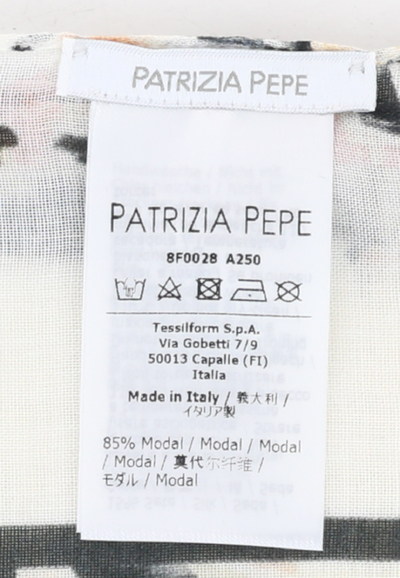 PATRIZIA PEPE
PATRIZIA PEPE
8F0028 A250
Tessilform S.p.A.
Via Gobetti 7/9
50013 Capalle (FI)
Italia
Made in Italy / 義大利 /
イタリア製
85% Modal / Modal / Modal
/ Modal / 莫代尔纤维 /
モダル / Modal